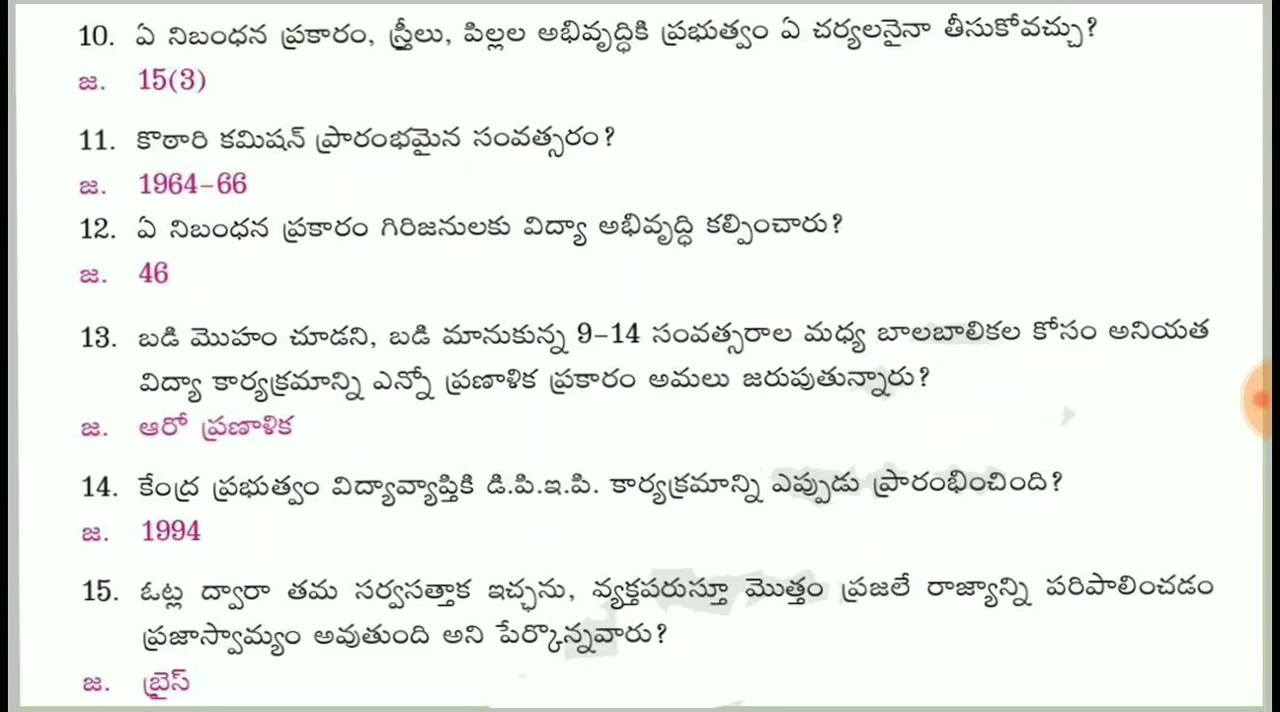 10. ఏ నిబంధన ప్రకారం, స్త్రీలు, పిల్లల అభివృద్ధికి ప్రభుత్వం ఏ చర్యలనైనా తీసుకోవచ్చు?
జ. 15(3)
11. కొఠారి కమిషన్ ప్రారంభమైన సంవత్సరం?
జ. 1964-66
12. ఏ నిబంధన ప్రకారం గిరిజనులకు విద్యా అభివృద్ధి కల్పించారు?
జ. 46
13. బడి మొహం చూడని, బడి మానుకున్న 9-14 సంవత్సరాల మధ్య బాలబాలికల కోసం అనియత
విద్యా కార్యక్రమాన్ని ఎన్నో ప్రణాళిక ప్రకారం అమలు జరుపుతున్నారు?
జ. ఆరో ప్రణాళిక
14. కేంద్ర ప్రభుత్వం విద్యావ్యాప్తికి డి.పి.ఇ.పి. కార్యక్రమాన్ని ఎప్పుడు ప్రారంభించింది?
జ. 1994
15. ఓట్ల ద్వారా తమ సర్వసత్తాక ఇచ్ఛను, వ్యక్తపరుస్తూ మొత్తం ప్రజలే రాజ్యాన్ని పరిపాలించడం
ప్రజాస్వామ్యం అవుతుంది అని పేర్కొన్నవారు?
జ. బ్రైస్